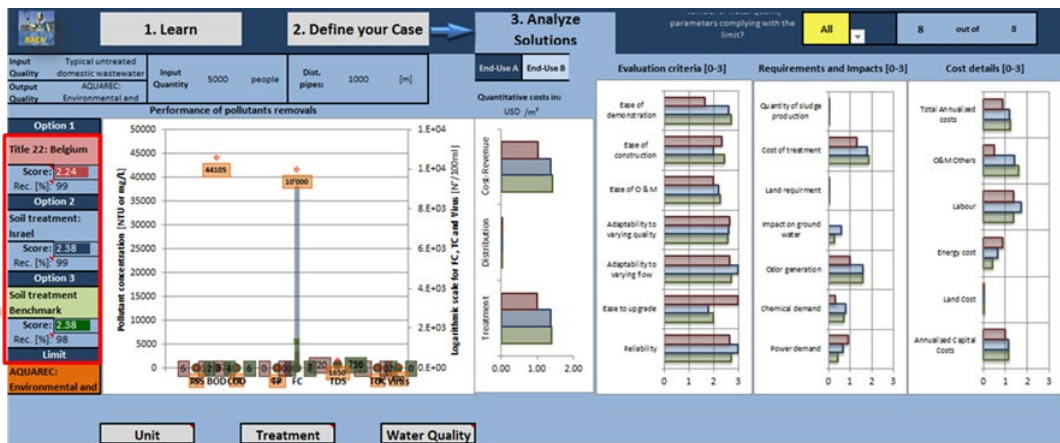 1. Learn
2. Define your Case
3. Analyze
Solutions
parameters complying with the
limit?
All
8 out of 8
Input
Quality
Typical untreated
domestic wastewater
Output
Quality
AQUAREC:
Environmental and
Input
Quantity
5000 people
Dist.
pipes:
1000 [m]
End-Use A
End-Use B
Quantitative costs in:
USD /m³
Evaluation criteria [0-3]
Requirements and Impacts [0-3]
Cost details [0-3]
Option 1
Title 22: Belgium
Score: 2.24
Rec. [%]: 99
Option 2
Soil treatment:
Israel
Score: 2.38
Rec. [%]: 99
Option 3
Soil treatment
Benchmark
Score: 2.38
Rec. [%]: 98
Limit
AQUAREC:
Environmental and
Performance of pollutants removals
Pollutant concentration [NTU or mg/l]
50000
45000
40000
35000
30000
25000
20000
15000
10000
5000
0
44105
10'000
1650
BOD
FC
TDS
Virus
Logarithmic scale for FC, TC and Virus [N°/100ml]
1.E+04
1.E+04
8.E+03
6.E+03
4.E+03
2.E+03
0.E+00
Cost-Revenue
Distribution
Treatment
0.00 1.00 2.00
Ease of
demonstration
Ease of
construction
Ease of O & M
Adaptability to
varying quality
Adaptability to
varying flow
Ease to upgrade
Reliability
0 1 2 3
Quantity of sludge
production
Cost of treatment
Land requirment
Impact on ground
water
Odor generation
Chemical demand
Power demand
0 1 2 3
Total Annualised
costs
O&M Others
Labour
Energy cost
Land Cost
Annualised Capital
Costs
0 1 2 3
Unit
Treatment
Water Quality